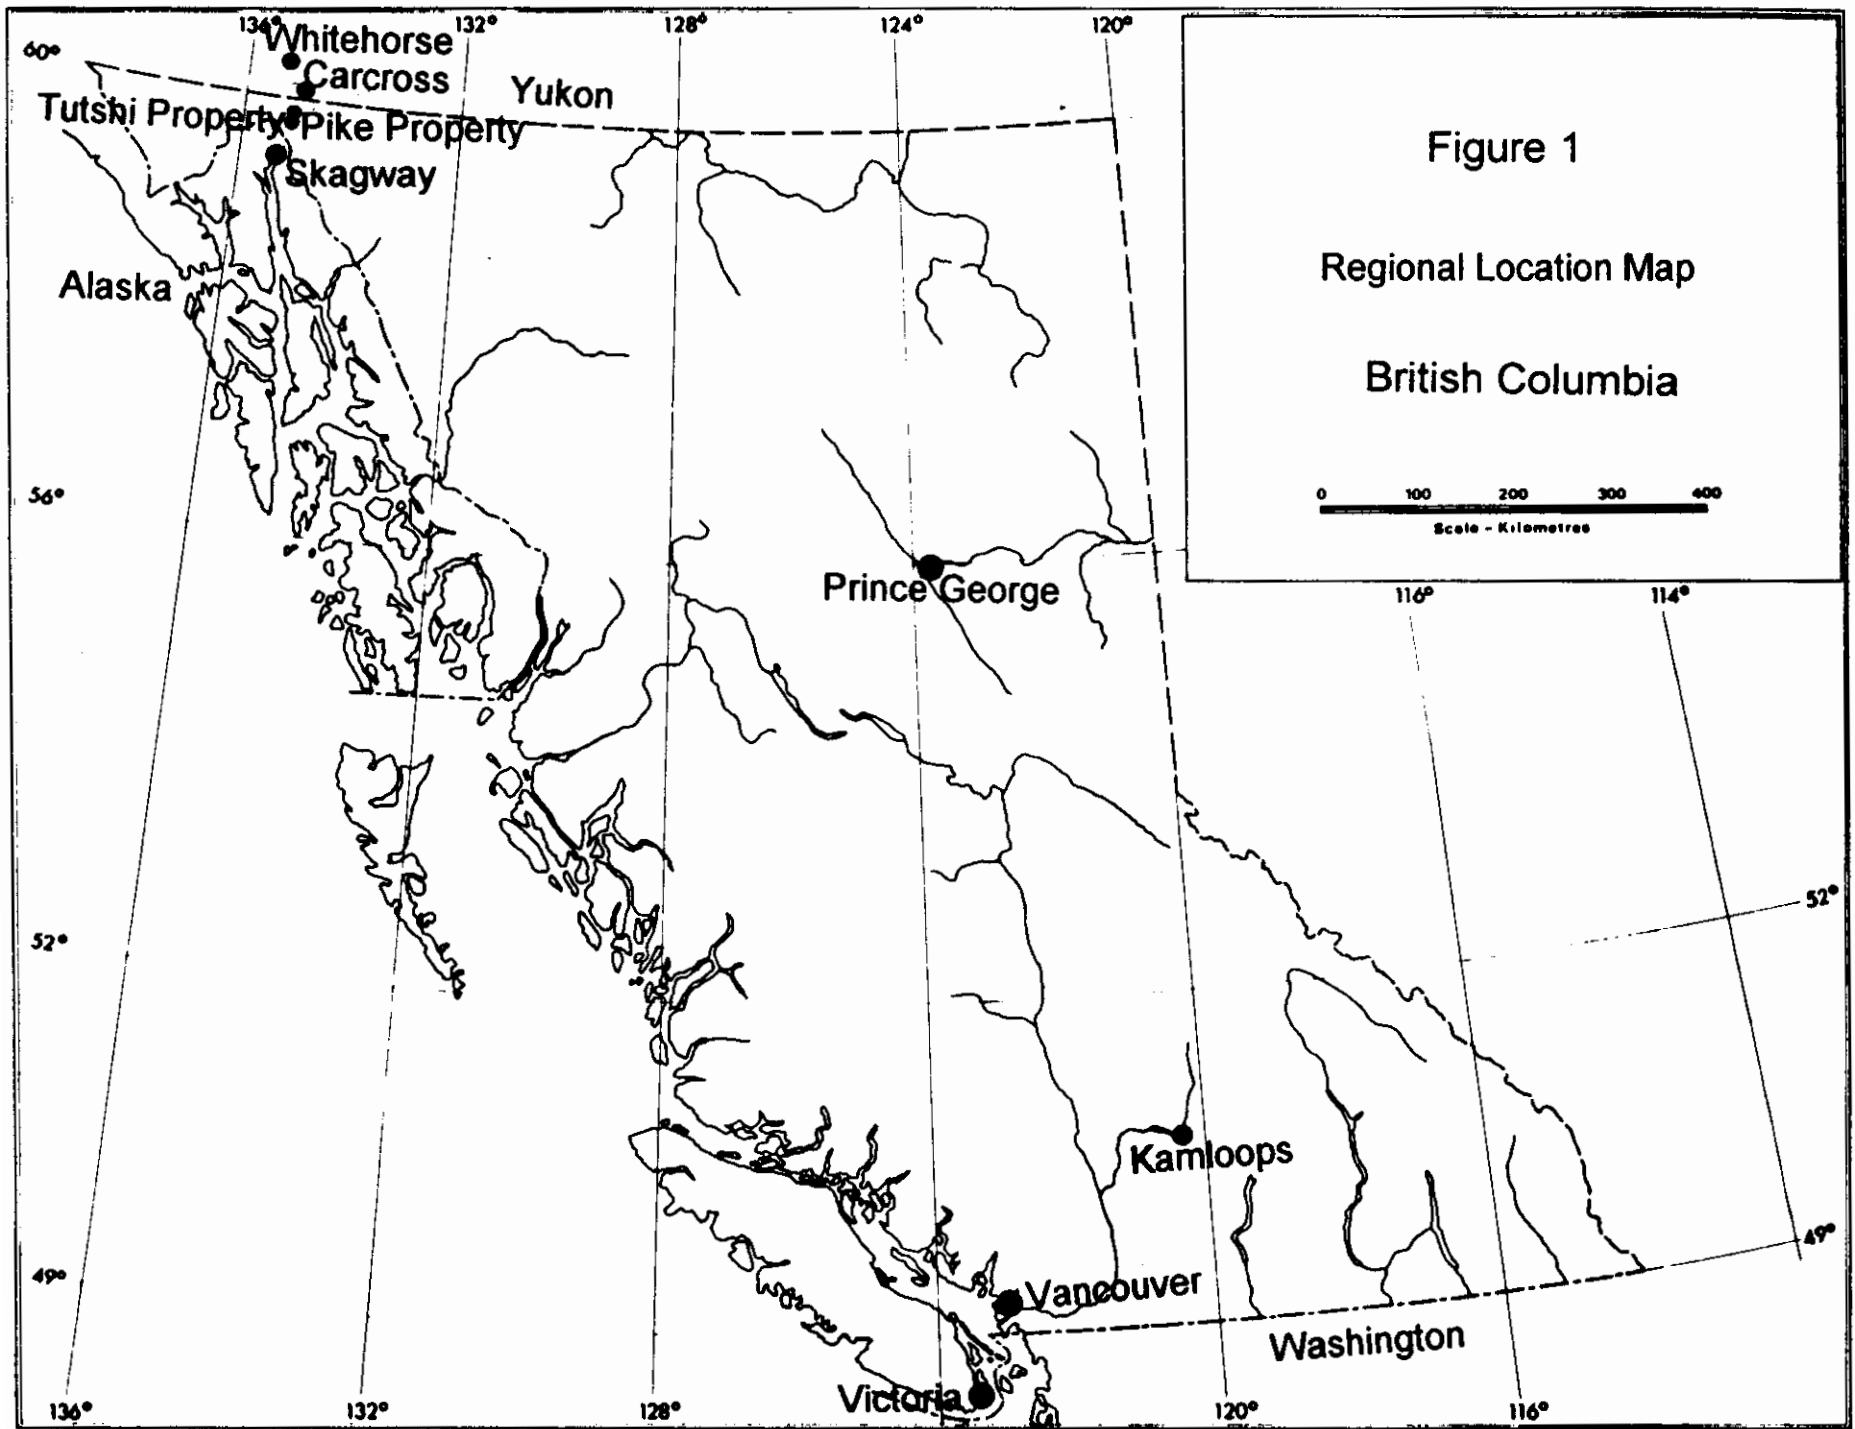 136° 132° 128° 124° 120°
60°
Whitehorse
Carcross
Yukon
Tutshi Property Pike Property
Skagway
Alaska
Figure 1
Regional Location Map
British Columbia
0 100 200 300 400
Scale - Kilometres
56°
Prince George
116° 114°
52°
52°
Kamloops
49°
49°
Vancouver
Washington
Victoria
136° 132° 128° 120° 116°